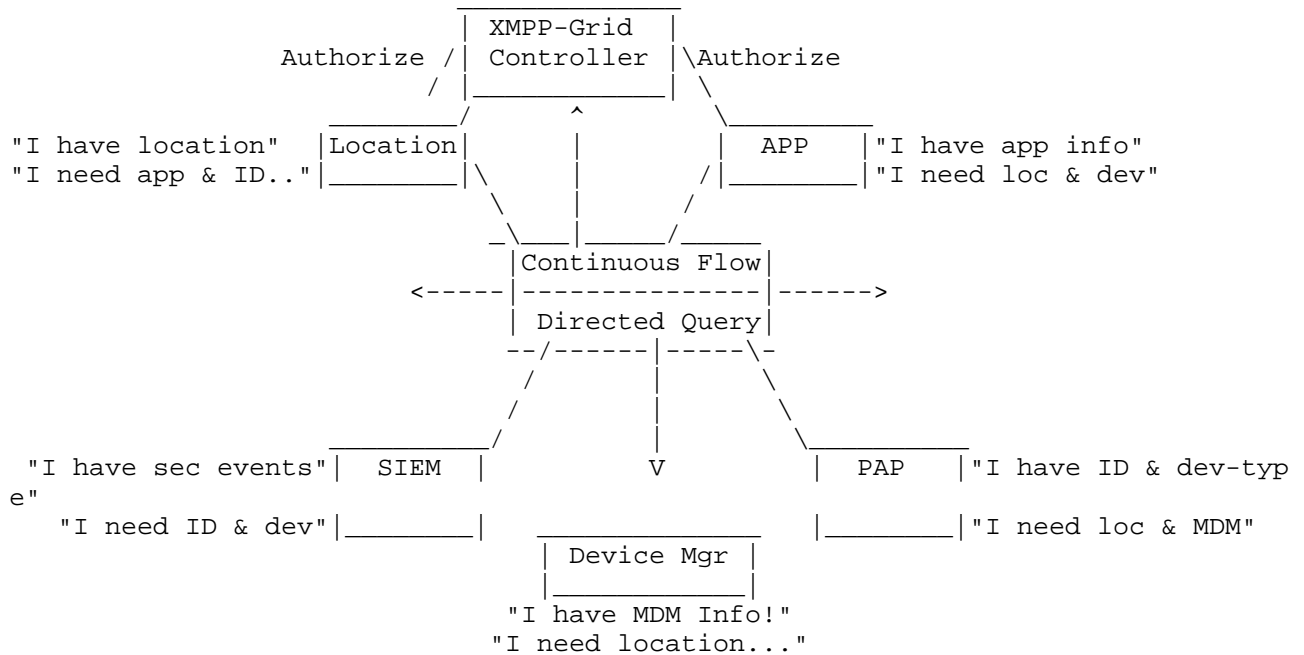 XMPP-Grid
Authorize Controller Authorize
"I have location" Location APP "I have app info"
"I need app & ID.." "I need loc & dev"
Continuous Flow
Directed Query
"I have sec events" SIEM V PAP "I have ID & dev-typ
e"
"I need ID & dev" "I need loc & MDM"
Device Mgr
"I have MDM Info!"
"I need location..."